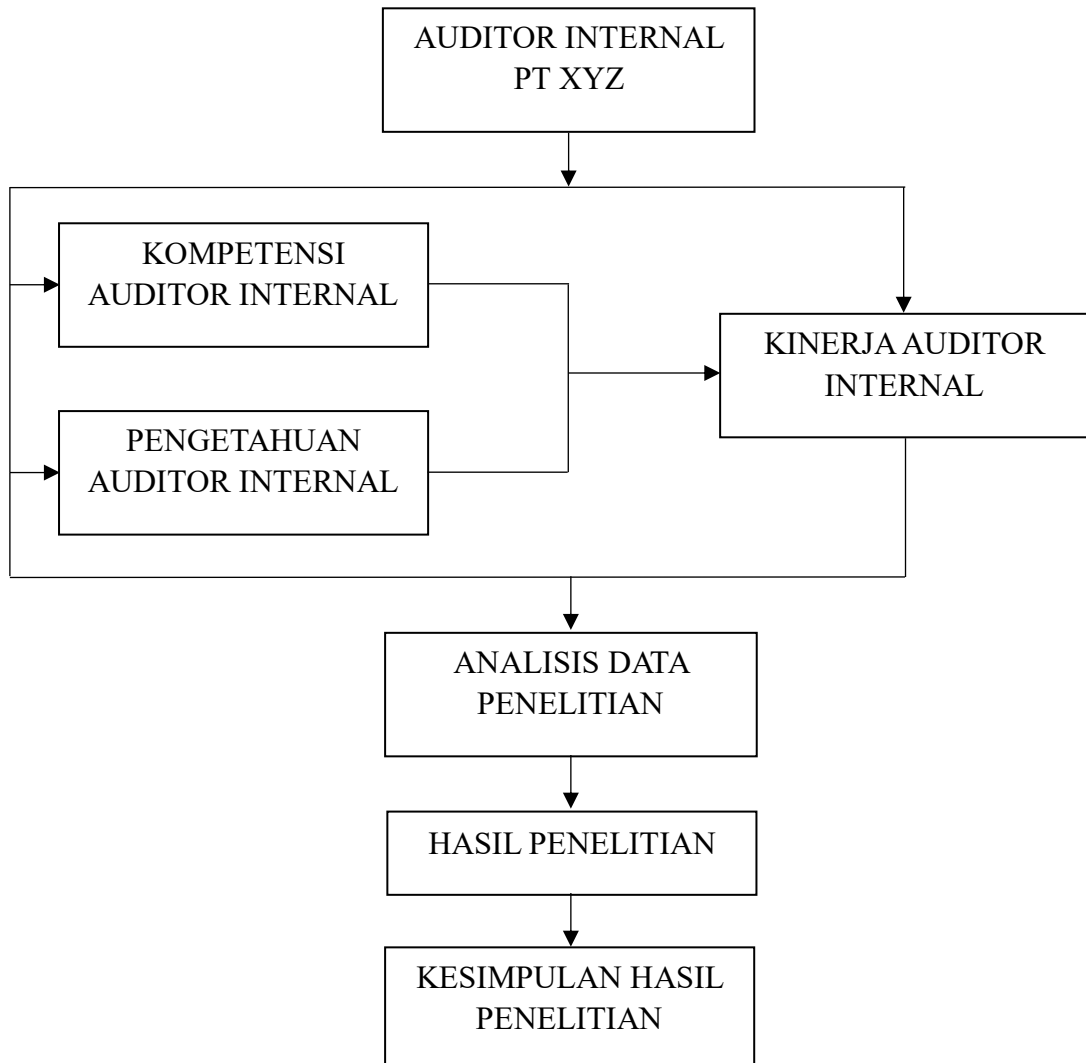 AUDITOR INTERNAL
PT XYZ
KOMPETENSI
AUDITOR INTERNAL
KINERJA AUDITOR
INTERNAL
PENGETAHUAN
AUDITOR INTERNAL
ANALISIS DATA
PENELITIAN
HASIL PENELITIAN
KESIMPULAN HASIL
PENELITIAN